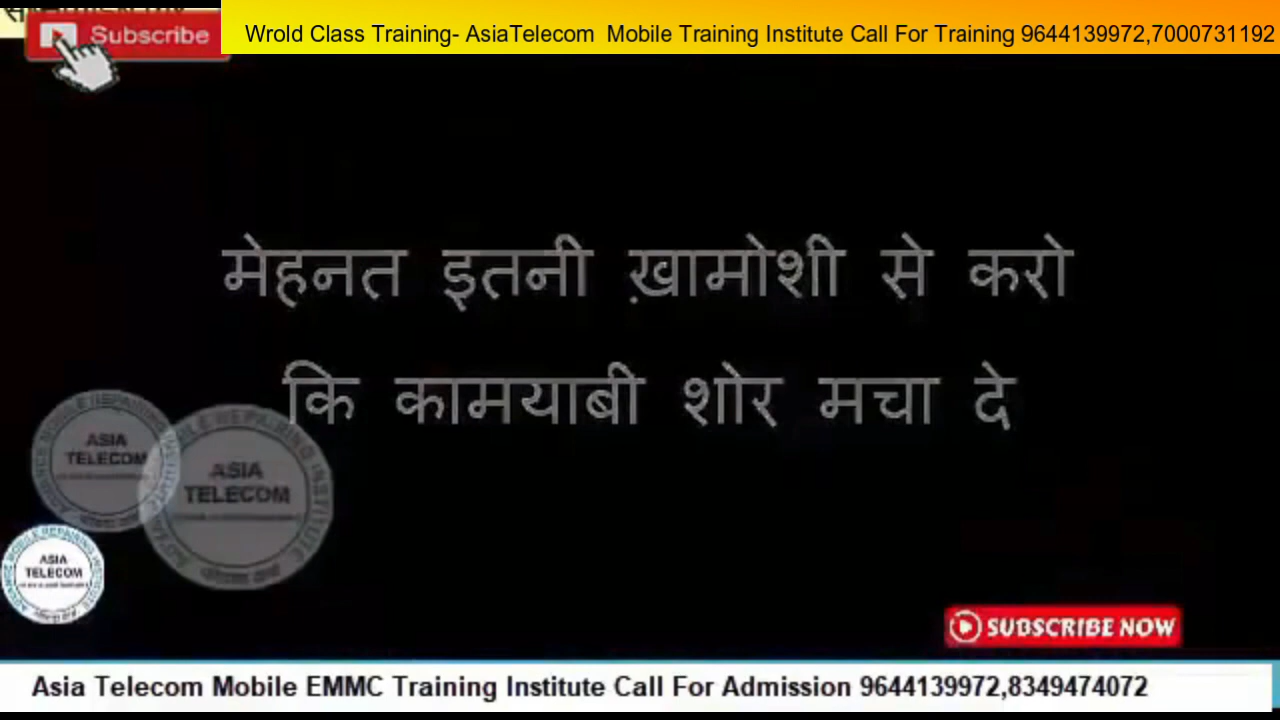 Subscribe
Wrold Class Training- AsiaTelecom Mobile Training Institute Call For Training 9644139972,7000731192
मेहनत इतनी ख़ामोशी से करो
कि कामयाबी शोर मचा दे
ASIA
TELECOM
ASIA
TELECOM
ASIA
TELECOM
SUBSCRIBE NOW
Asia Telecom Mobile EMMC Training Institute Call For Admission 9644139972,8349474072